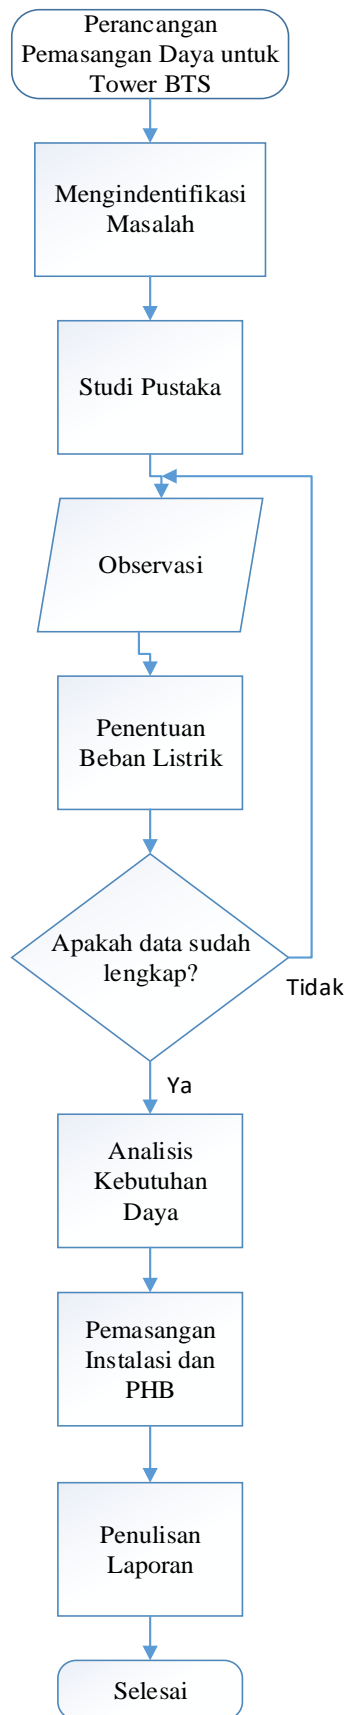 Perancangan
Pemasangan Daya untuk
Tower BTS
Mengindentifikasi
Masalah
Studi Pustaka
Observasi
Penentuan
Beban Listrik
Apakah data sudah
lengkap?
Tidak
Ya
Analisis
Kebutuhan
Daya
Pemasangan
Instalasi dan
PHB
Penulisan
Laporan
Selesai